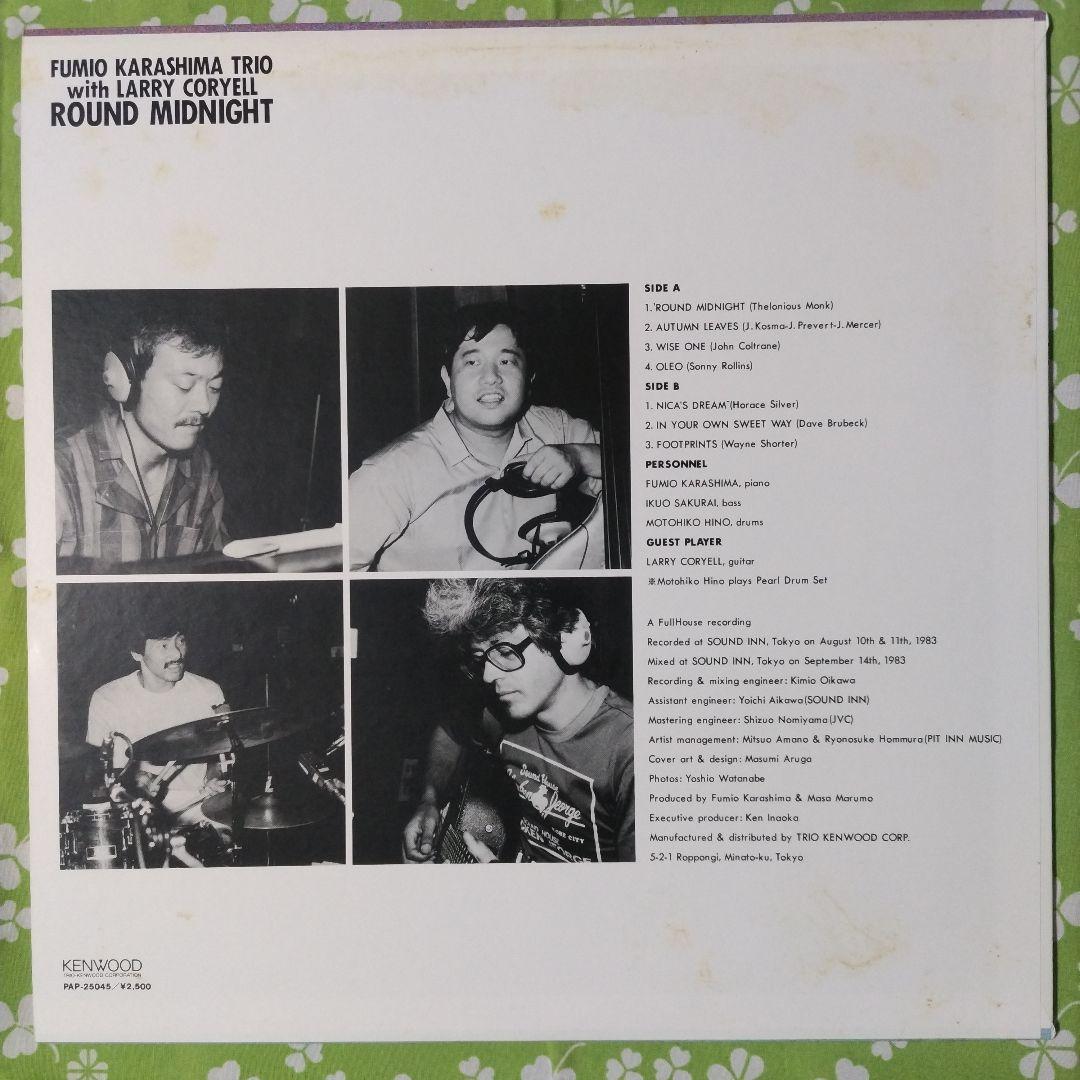 FUMIO KARASHIMA TRIO
with LARRY CORYELL
ROUND MIDNIGHT
SIDE A
1. 'ROUND MIDNIGHT (Thelonious Monk)
2. AUTUMN LEAVES (J.Kosma-J.Prevert-J.Mercer)
3. WISE ONE (John Coltrane)
4. OLEO (Sonny Rollins)
SIDE B
1. NICA'S DREAM (Horace Silver)
2. IN YOUR OWN SWEET WAY (Dave Brubeck)
3. FOOTPRINTS (Wayne Shorter)
PERSONNEL
FUMIO KARASHIMA, piano
IKUO SAKURAI, bass
MOTOHIKO HINO, drums
GUEST PLAYER
LARRY CORYELL, guitar
※Motohiko Hino plays Pearl Drum Set
A FullHouse recording
Recorded at SOUND INN, Tokyo on August 10th & 11th, 1983
Mixed at SOUND INN, Tokyo on September 14th, 1983
Recording & mixing engineer: Kimio Oikawa
Assistant engineer: Yoichi Aikawa (SOUND INN)
Mastering engineer: Shizuo Nomiyama (JVC)
Artist management: Mitsuo Amano & Ryonosuke Hommura (PIT INN MUSIC)
Cover art & design: Masumi Aruga
Photos: Yoshio Watanabe
Produced by Fumio Karashima & Masa Marumo
Executive producer: Ken Inaoka
Manufactured & distributed by TRIO KENWOOD CORP.
5-2-1 Roppongi, Minato-ku, Tokyo
Sound House
George
CITY
HOUSE
KEN
GEORGE
KENWOOD
TRIO-KENWOOD CORPORATION
PAP-25045/¥2,500